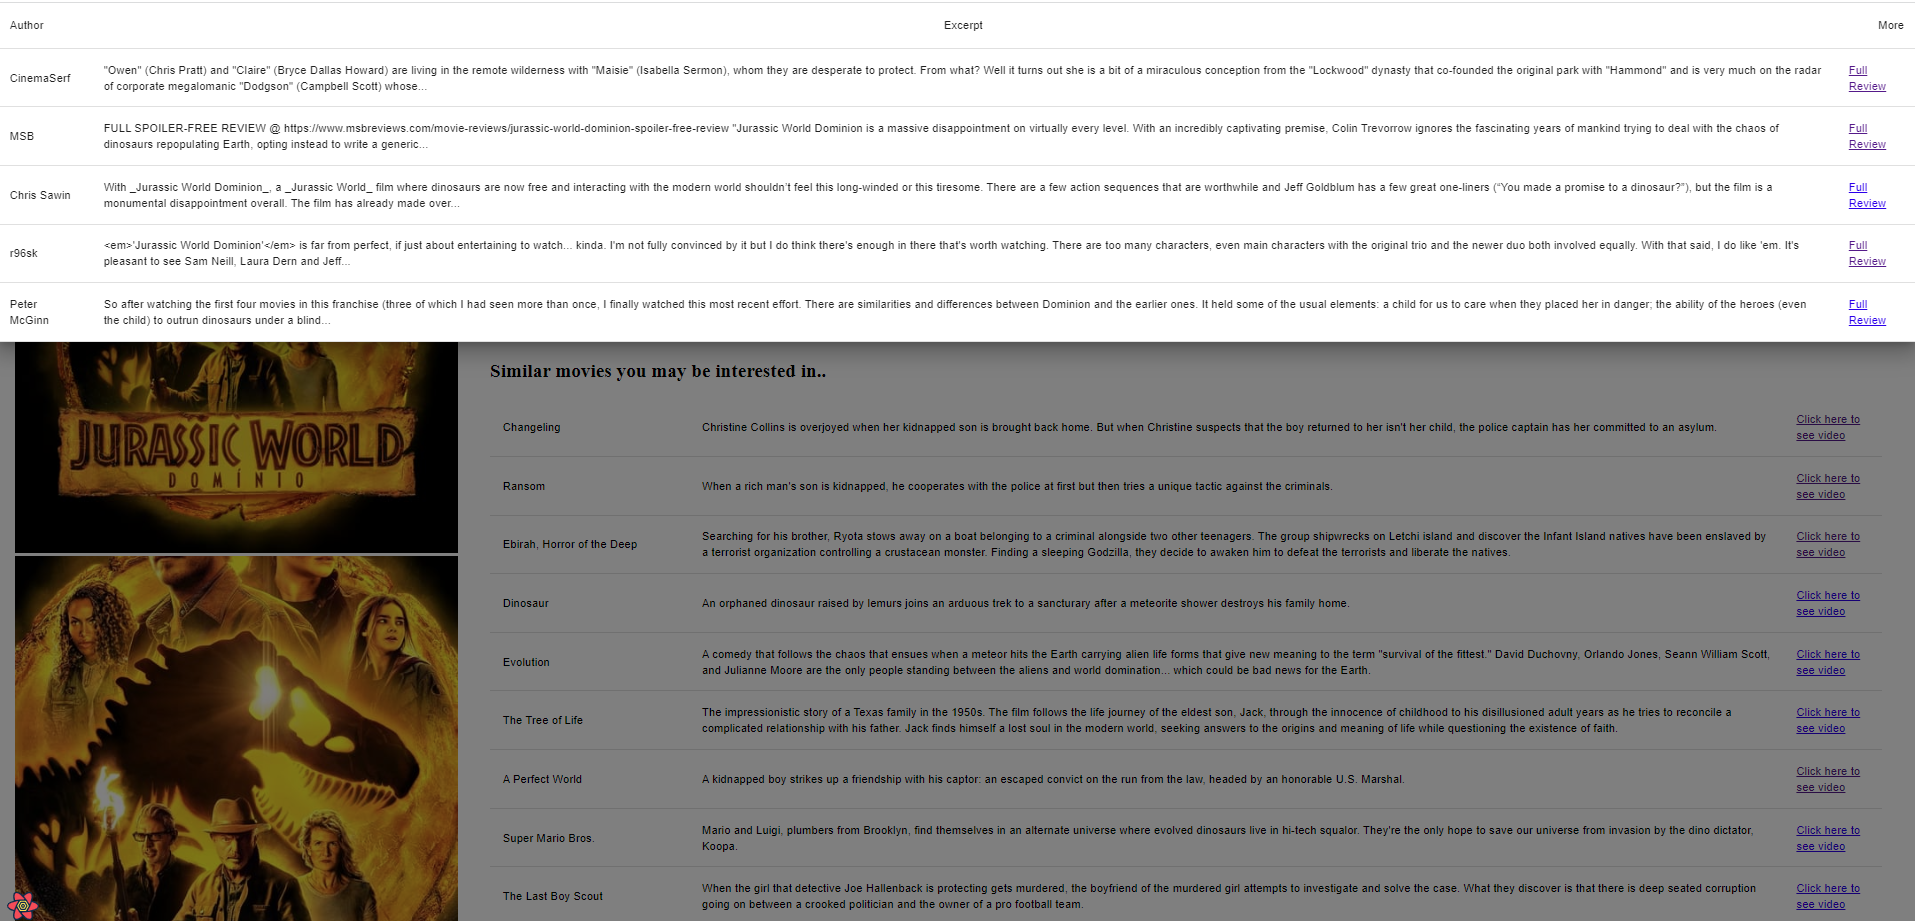 Author Excerpt More
CinemaSerf "Owen" (Chris Pratt) and "Claire" (Bryce Dallas Howard) are living in the remote wilderness with "Maisie" (Isabella Sermon), whom they are desperate to protect. From what? Well it turns out she is a bit of a miraculous conception from the "Lockwood" dynasty that co-founded the original park with "Hammond" and is very much on the radar Full
of corporate megalomanic "Dodgson" (Campbell Scott) whose... Review
MSB FULL SPOILER-FREE REVIEW @ https://www.msbreviews.com/movie-reviews/jurassic-world-dominion-spoiler-free-review "Jurassic World Dominion is a massive disappointment on virtually every level. With an incredibly captivating premise, Colin Trevorrow ignores the fascinating years of mankind trying to deal with the chaos of Full
dinosaurs repopulating Earth, opting instead to write a generic... Review
Chris Sawin With _Jurassic World Dominion_, a _Jurassic World_ film where dinosaurs are now free and interacting with the modern world shouldn't feel this long-winded or this tiresome. There are a few action sequences that are worthwhile and Jeff Goldblum has a few great one-liners (“You made a promise to a dinosaur?”), but the film is a Full
monumental disappointment overall. The film has already made over... Review
r96sk <em>'Jurassic World Dominion'</em> is far from perfect, if just about entertaining to watch... kinda. I'm not fully convinced by it but I do think there's enough in there that's worth watching. There are too many characters, even main characters with the original trio and the newer duo both involved equally. With that said, I do like 'em. It's Full
pleasant to see Sam Neill, Laura Dern and Jeff... Review
Peter So after watching the first four movies in this franchise (three of which I had seen more than once, I finally watched this most recent effort. There are similarities and differences between Dominion and the earlier ones. It held some of the usual elements: a child for us to care when they placed her in danger; the ability of the heroes (even Full
McGinn the child) to outrun dinosaurs under a blind... Review
JURASSIC WORLD
DOMÍNIO
Similar movies you may be interested in..
Changeling Christine Collins is overjoyed when her kidnapped son is brought back home. But when Christine suspects that the boy returned to her isn't her child, the police captain has her committed to an asylum. Click here to
see video
Ransom When a rich man's son is kidnapped, he cooperates with the police at first but then tries a unique tactic against the criminals. Click here to
see video
Ebirah, Horror of the Deep Searching for his brother, Ryota stows away on a boat belonging to a criminal alongside two other teenagers. The group shipwrecks on Letchi island and discover the Infant Island natives have been enslaved by Click here to
a terrorist organization controlling a crustacean monster. Finding a sleeping Godzilla, they decide to awaken him to defeat the terrorists and liberate the natives. see video
Dinosaur An orphaned dinosaur raised by lemurs joins an arduous trek to a sancturary after a meteorite shower destroys his family home. Click here to
see video
Evolution A comedy that follows the chaos that ensues when a meteor hits the Earth carrying alien life forms that give new meaning to the term "survival of the fittest." David Duchovny, Orlando Jones, Seann William Scott, Click here to
and Julianne Moore are the only people standing between the aliens and world domination... which could be bad news for the Earth. see video
The Tree of Life The impressionistic story of a Texas family in the 1950s. The film follows the life journey of the eldest son, Jack, through the innocence of childhood to his disillusioned adult years as he tries to reconcile a Click here to
complicated relationship with his father. Jack finds himself a lost soul in the modern world, seeking answers to the origins and meaning of life while questioning the existence of faith. see video
A Perfect World A kidnapped boy strikes up a friendship with his captor: an escaped convict on the run from the law, headed by an honorable U.S. Marshal. Click here to
see video
Super Mario Bros. Mario and Luigi, plumbers from Brooklyn, find themselves in an alternate universe where evolved dinosaurs live in hi-tech squalor. They're the only hope to save our universe from invasion by the dino dictator, Click here to
Koopa. see video
The Last Boy Scout When the girl that detective Joe Hallenback is protecting gets murdered, the boyfriend of the murdered girl attempts to investigate and solve the case. What they discover is that there is deep seated corruption Click here to
going on between a crooked politician and the owner of a pro football team. see video